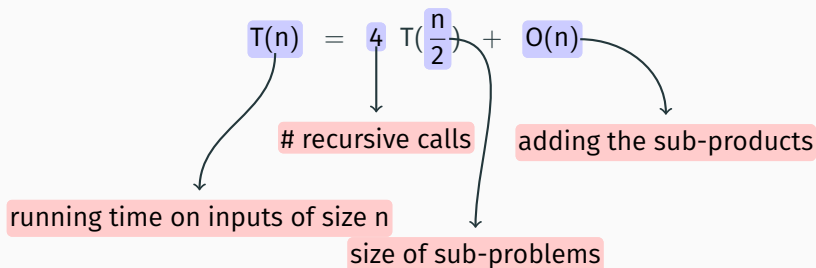 T(n) = 4 T(n/2) + O(n)
# recursive calls
adding the sub-products
running time on inputs of size n
size of sub-problems